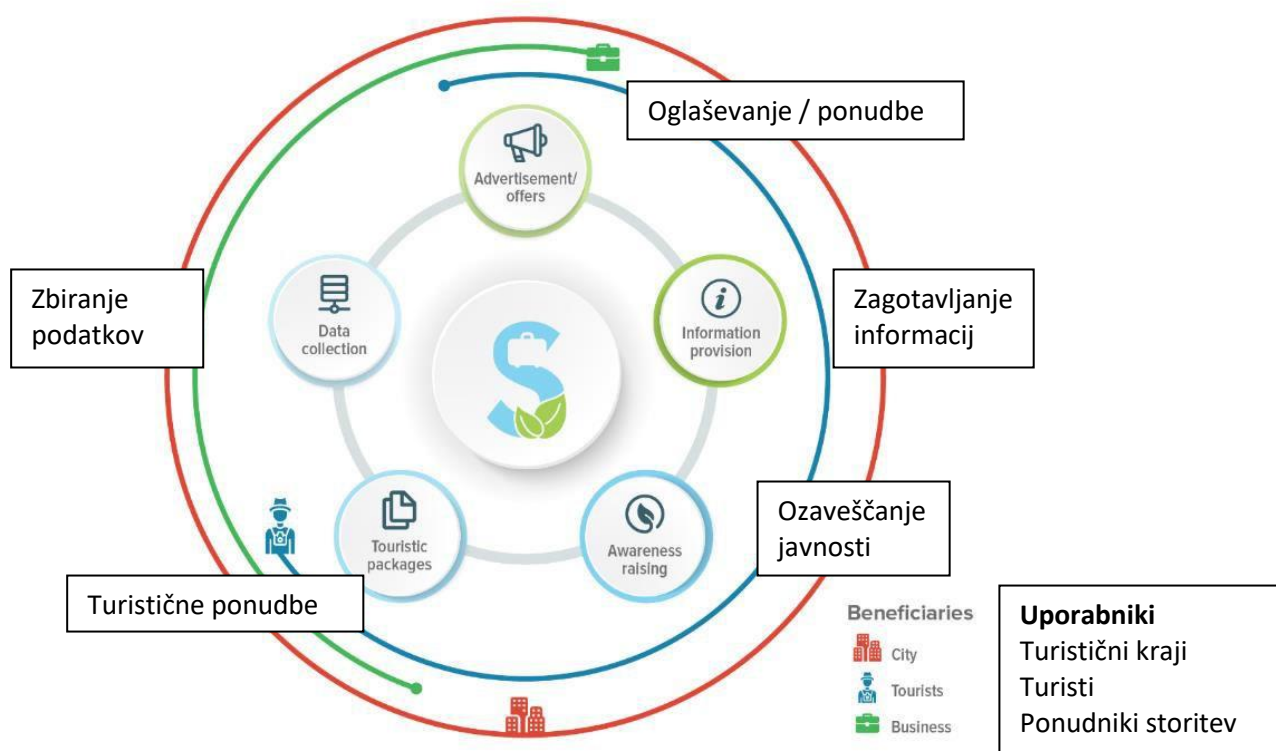 Oglaševanje / ponudbe
Advertisement/
offers
Zbiranje
podatkov
Data
collection
Information
provision
Zagotavljanje
informacij
Touristic
packages
Awareness
raising
Ozaveščanje
javnosti
Turistične ponudbe
Beneficiaries
City
Tourists
Business
Uporabniki
Turistični kraji
Turisti
Ponudniki storitev